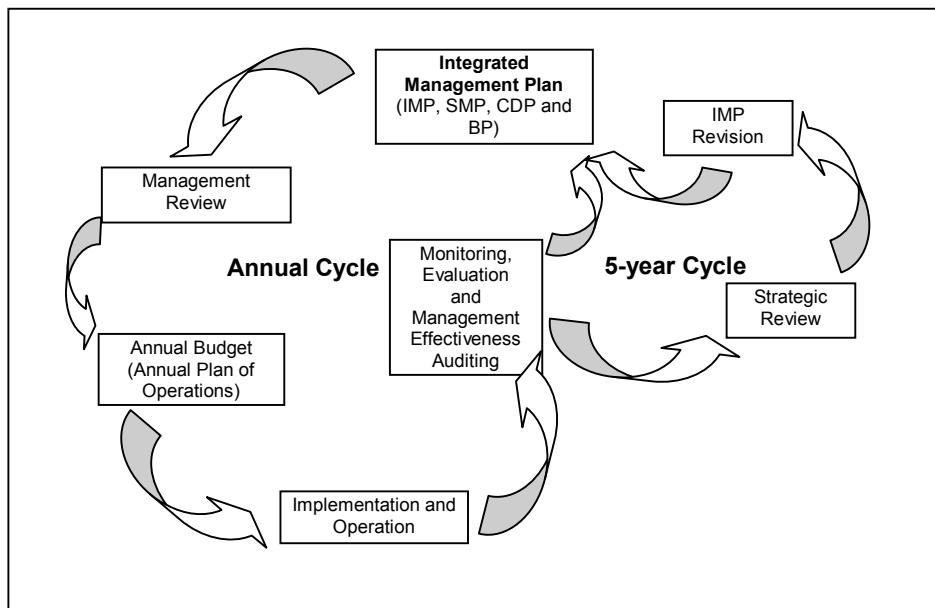 Integrated
Management Plan
(IMP, SMP, CDP and
BP)
IMP
Revision
Management
Review
Annual Cycle
Monitoring,
Evaluation
and
Management
Effectiveness
Auditing
5-year Cycle
Strategic
Review
Annual Budget
(Annual Plan of
Operations)
Implementation and
Operation